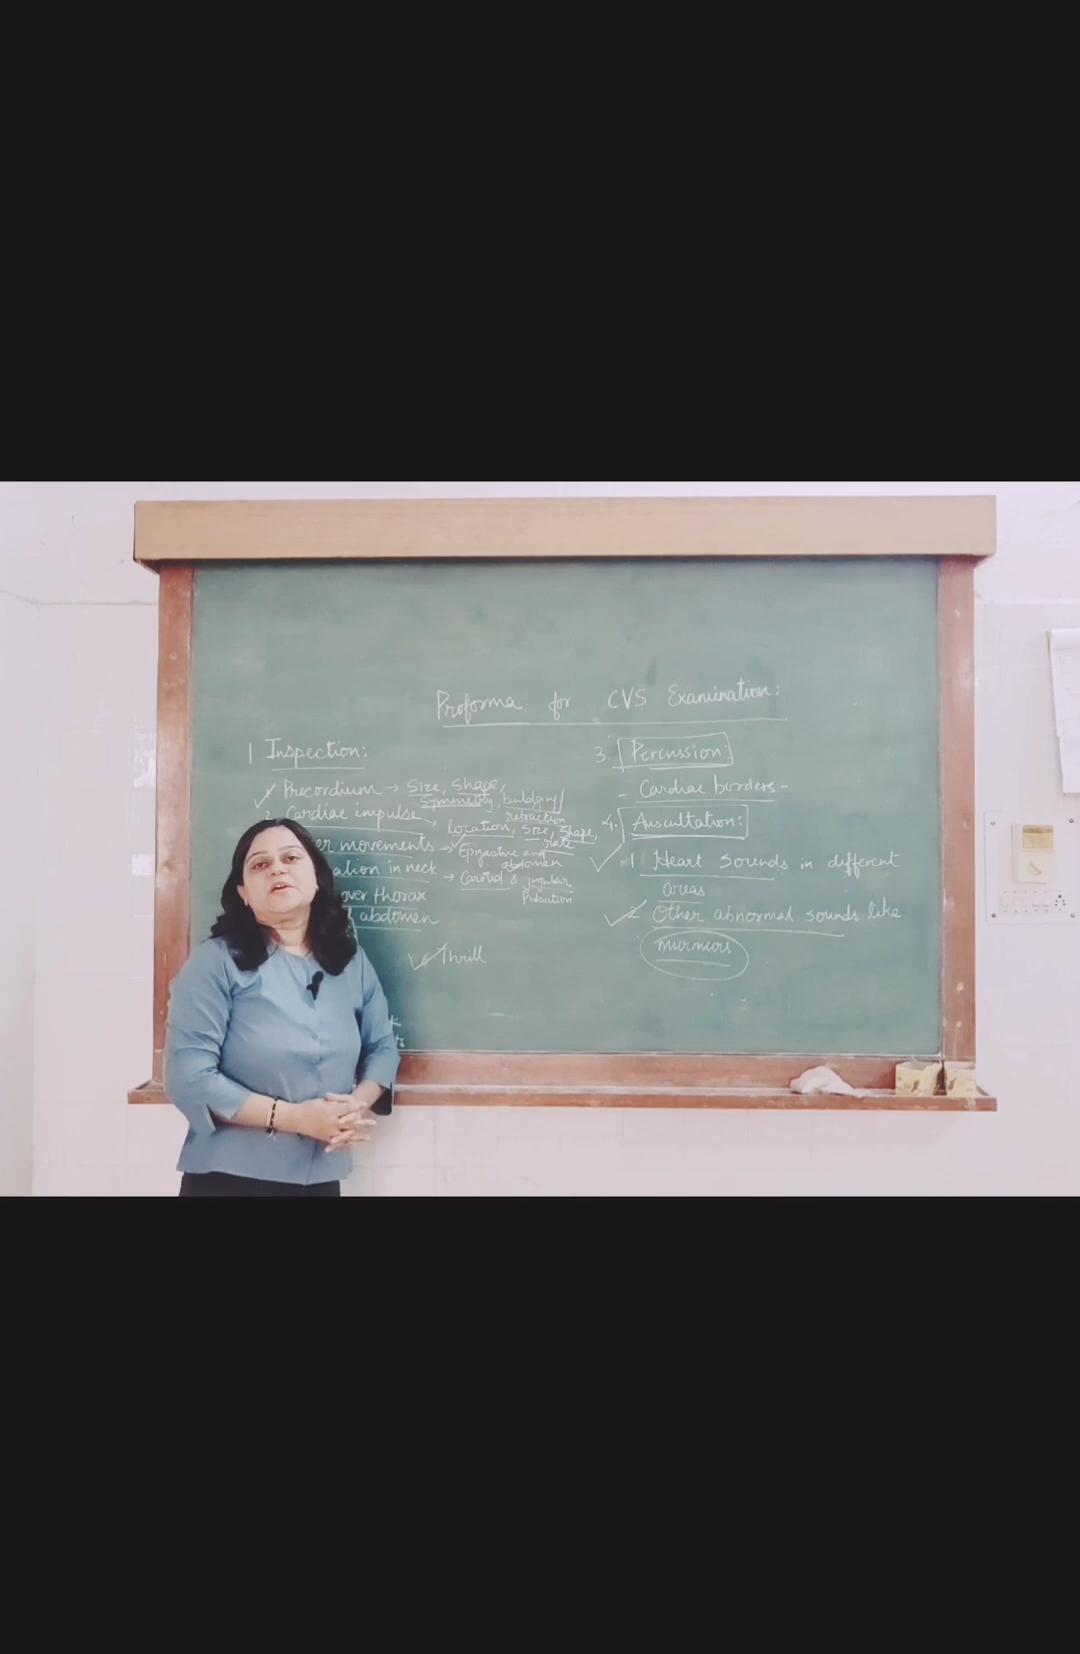 Proforma for CVS Examination:
1 Inspection:
Precordium → Size, Shape,
Symmetry, buldging/
retraction
2 Cardiac impulse →
Location, Size, Shape,
rate
er movements → Epigastric and
abdomen
ation in neck → Carotid & jugular
Pulsation
over thorax
abdomen
Thrill
3. Percussion:
- Cardiac borders -
4. Auscultation:
1 Heart sounds in different
areas
2 Other abnormal sounds like
murmurs